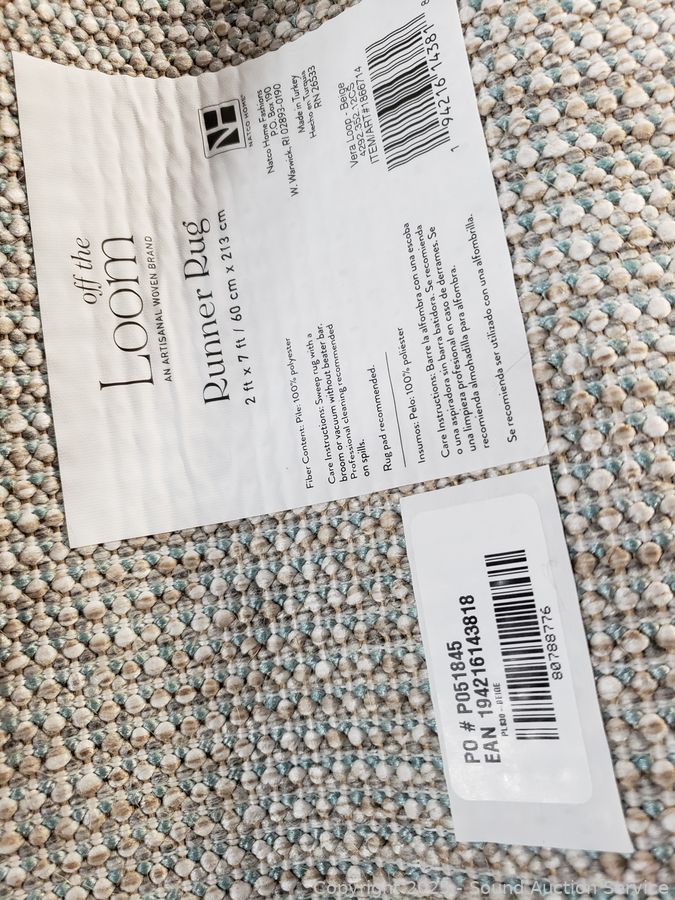 off the
Loom
AN ARTISANAL WOVEN BRAND
Runner Rug
2 ft x 7 ft / 60 cm x 213 cm
NATCO HOME
Natco Home Fashions
P.O. Box 190
W. Warwick, RI 02893-0190
Made in Turkey
Hecho en Turquia
RN 26533
Vera Loop - Beige
ITEM/ART#1866714
1 94216 14381 8
Fiber Content: Pile: 100% polyester
Care Instructions: Sweep rug with a
broom or vacuum without beater bar.
Professional cleaning recommended
on spills.
Rug pad recommended.
Insumos: Pelo: 100% poliester
Care Instructions: Barre la alfombra con una escoba
o una aspiradora sin barra batidora. Se recomienda
una limpieza profesional en caso de derrames. Se
recomienda almohadilla para alfombra.
Se recomienda ser utilizado con una alfombrilla.
PO # P051845
EAN 194216143818
80788776
- Sound Auction Service